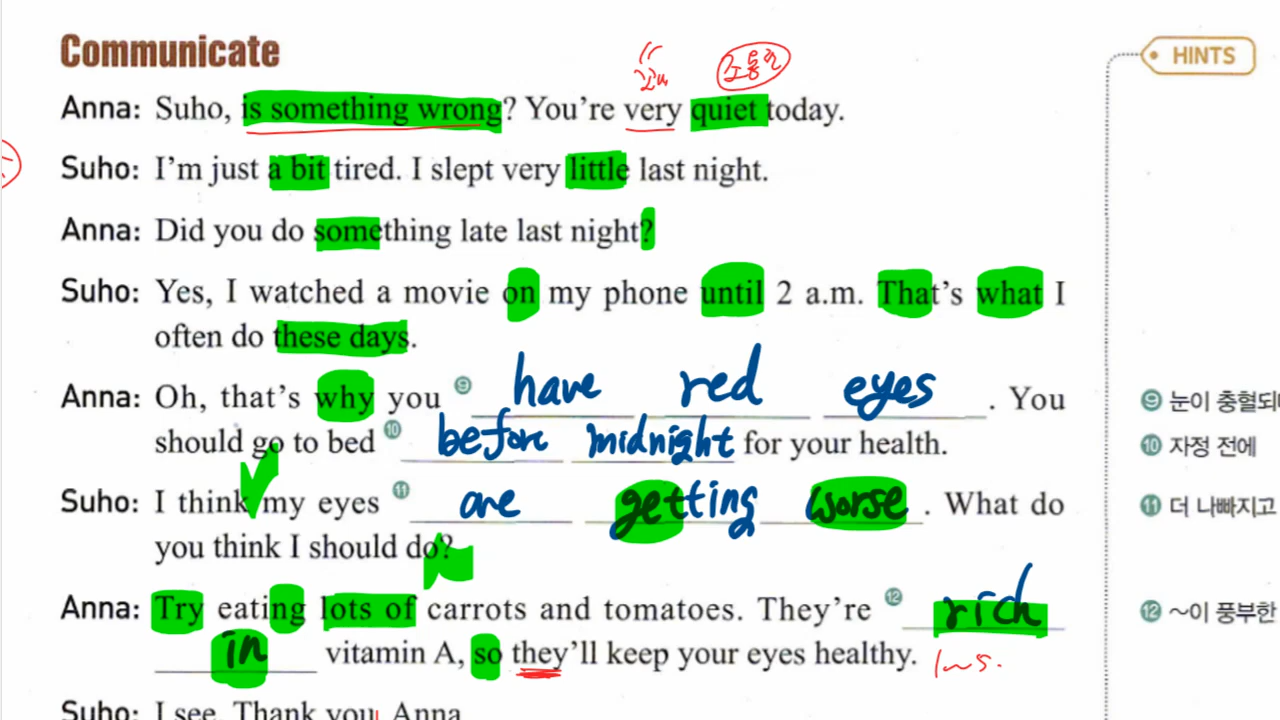 Communicate
HINTS
조용한
Anna: Suho, is something wrong? You're very quiet today.
Suho: I'm just a bit tired. I slept very little last night.
Anna: Did you do something late last night?
Suho: Yes, I watched a movie on my phone until 2 a.m. That's what I
often do these days.
Anna: Oh, that's why you ⑨ have red eyes. You
⑨ 눈이 충혈되
should go to bed ⑩ before midnight for your health.
⑩ 자정 전에
Suho: I think my eyes ⑪ are getting worse. What do
⑪ 더 나빠지고
you think I should do?
Anna: Try eating lots of carrots and tomatoes. They're ⑫ rich
⑫ ~이 풍부한
in vitamin A, so they'll keep your eyes healthy.
Suho: I see. Thank you, Anna